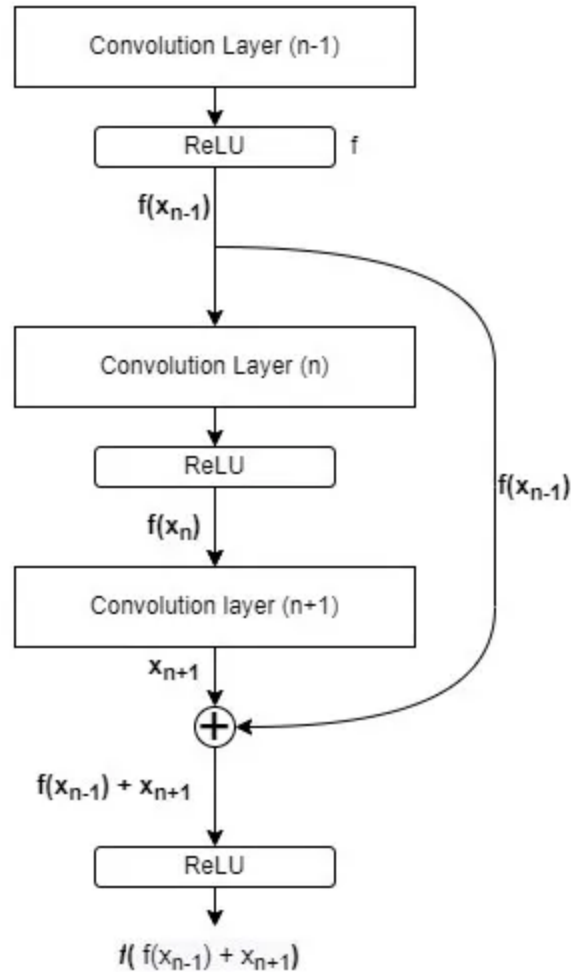 Convolution Layer (n-1)
ReLU f
f(xn-1)
Convolution Layer (n)
ReLU
f(xn-1)
f(xn)
Convolution layer (n+1)
xn+1
+
f(xn-1) + xn+1
ReLU
f( f(xn-1) + xn+1)